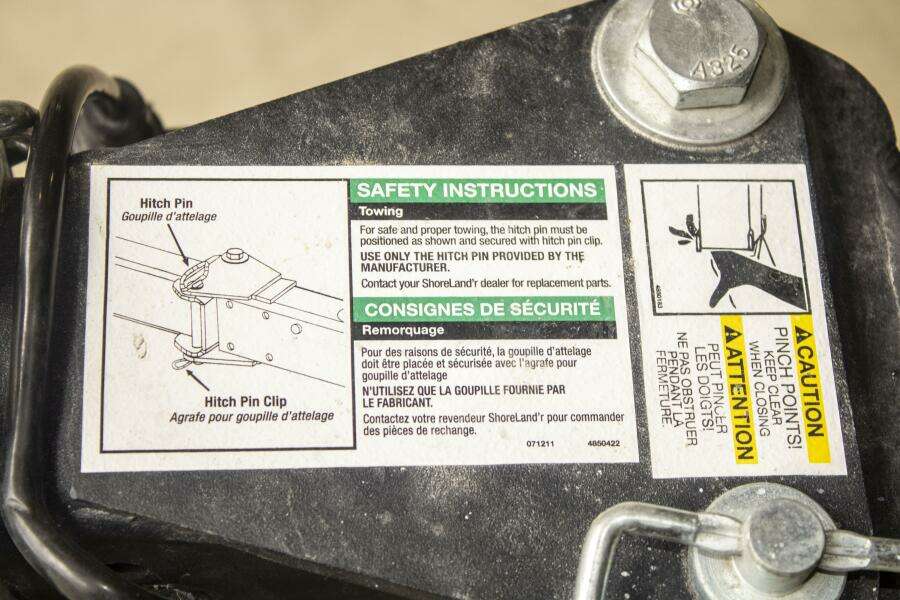 4325
Hitch Pin
Goupille d'attelage
Hitch Pin Clip
Agrafe pour goupille d'attelage
SAFETY INSTRUCTIONS
Towing
For safe and proper towing, the hitch pin must be
positioned as shown and secured with hitch pin clip.
USE ONLY THE HITCH PIN PROVIDED BY THE
MANUFACTURER.
Contact your ShoreLand'r dealer for replacement parts.
CONSIGNES DE SÉCURITÉ
Remorquage
Pour des raisons de sécurité, la goupille d'attelage
doit être placée et sécurisée avec l'agrafe pour
goupille d'attelage
N'UTILISEZ QUE LA GOUPILLE FOURNIE PAR
LE FABRICANT.
Contactez votre revendeur ShoreLand'r pour commander
des pièces de rechange.
071211 4850422
CAUTION
PINCH POINTS!
KEEP CLEAR
WHEN CLOSING
ATTENTION
PEUT PINCER
LES DOIGTS!
NE PAS OBSTRUER
PENDANT LA
FERMETURE